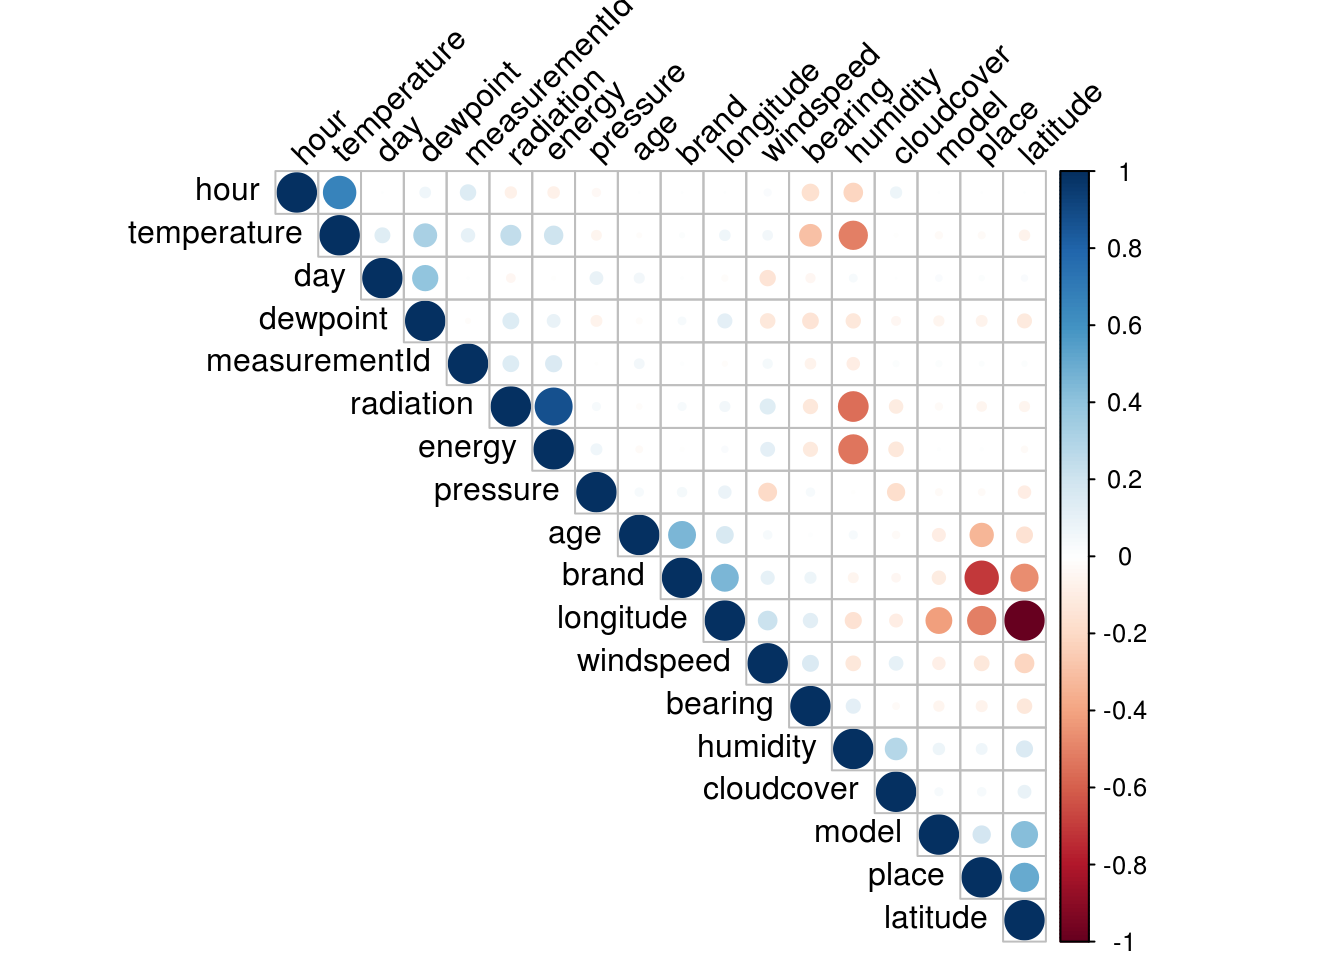 hour
temperature
day
dewpoint
measurementId
radiation
energy
pressure
age
brand
longitude
windspeed
bearing
humidity
cloudcover
model
place
latitude
hour
temperature
day
dewpoint
measurementId
radiation
energy
pressure
age
brand
longitude
windspeed
bearing
humidity
cloudcover
model
place
latitude
1
0.8
0.6
0.4
0.2
0
-0.2
-0.4
-0.6
-0.8
-1